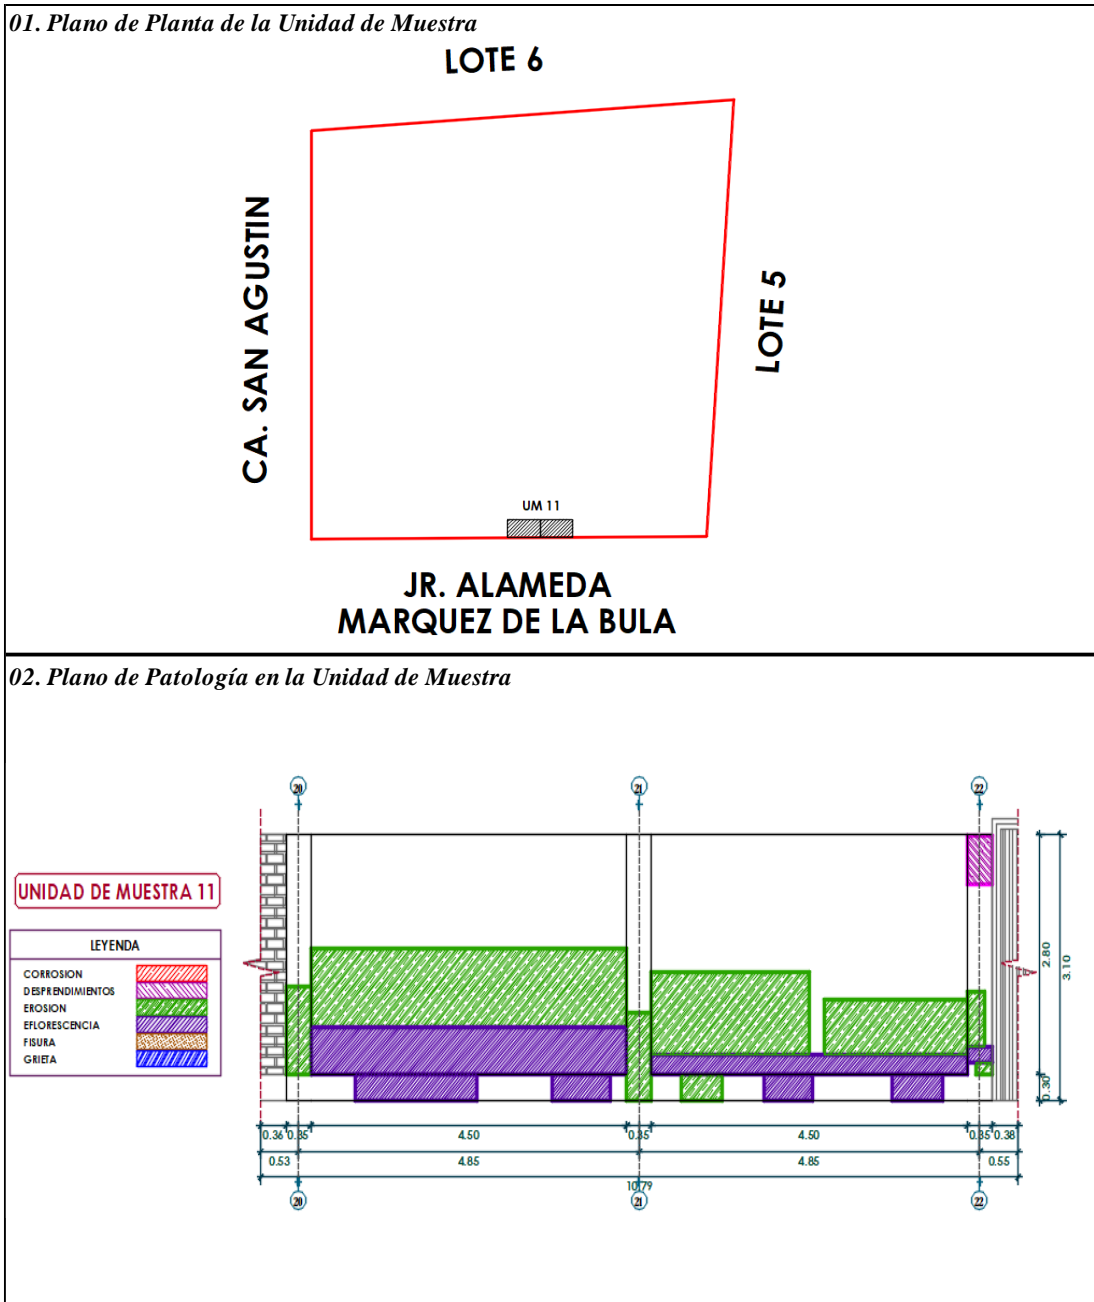 01. Plano de Planta de la Unidad de Muestra
LOTE 6
CA. SAN AGUSTIN
LOTE 5
UM 11
JR. ALAMEDA
MARQUEZ DE LA BULA
02. Plano de Patología en la Unidad de Muestra
20 21 22
UNIDAD DE MUESTRA 11
LEYENDA
CORROSION
DESPRENDIMIENTOS
EROSION
EFLORESCENCIA
FISURA
GRIETA
2.80
3.10
0.30
0.36 0.35 4.50 0.35 4.50 0.35 0.38
0.53 4.85 4.85 0.55
10.79
20 21 22